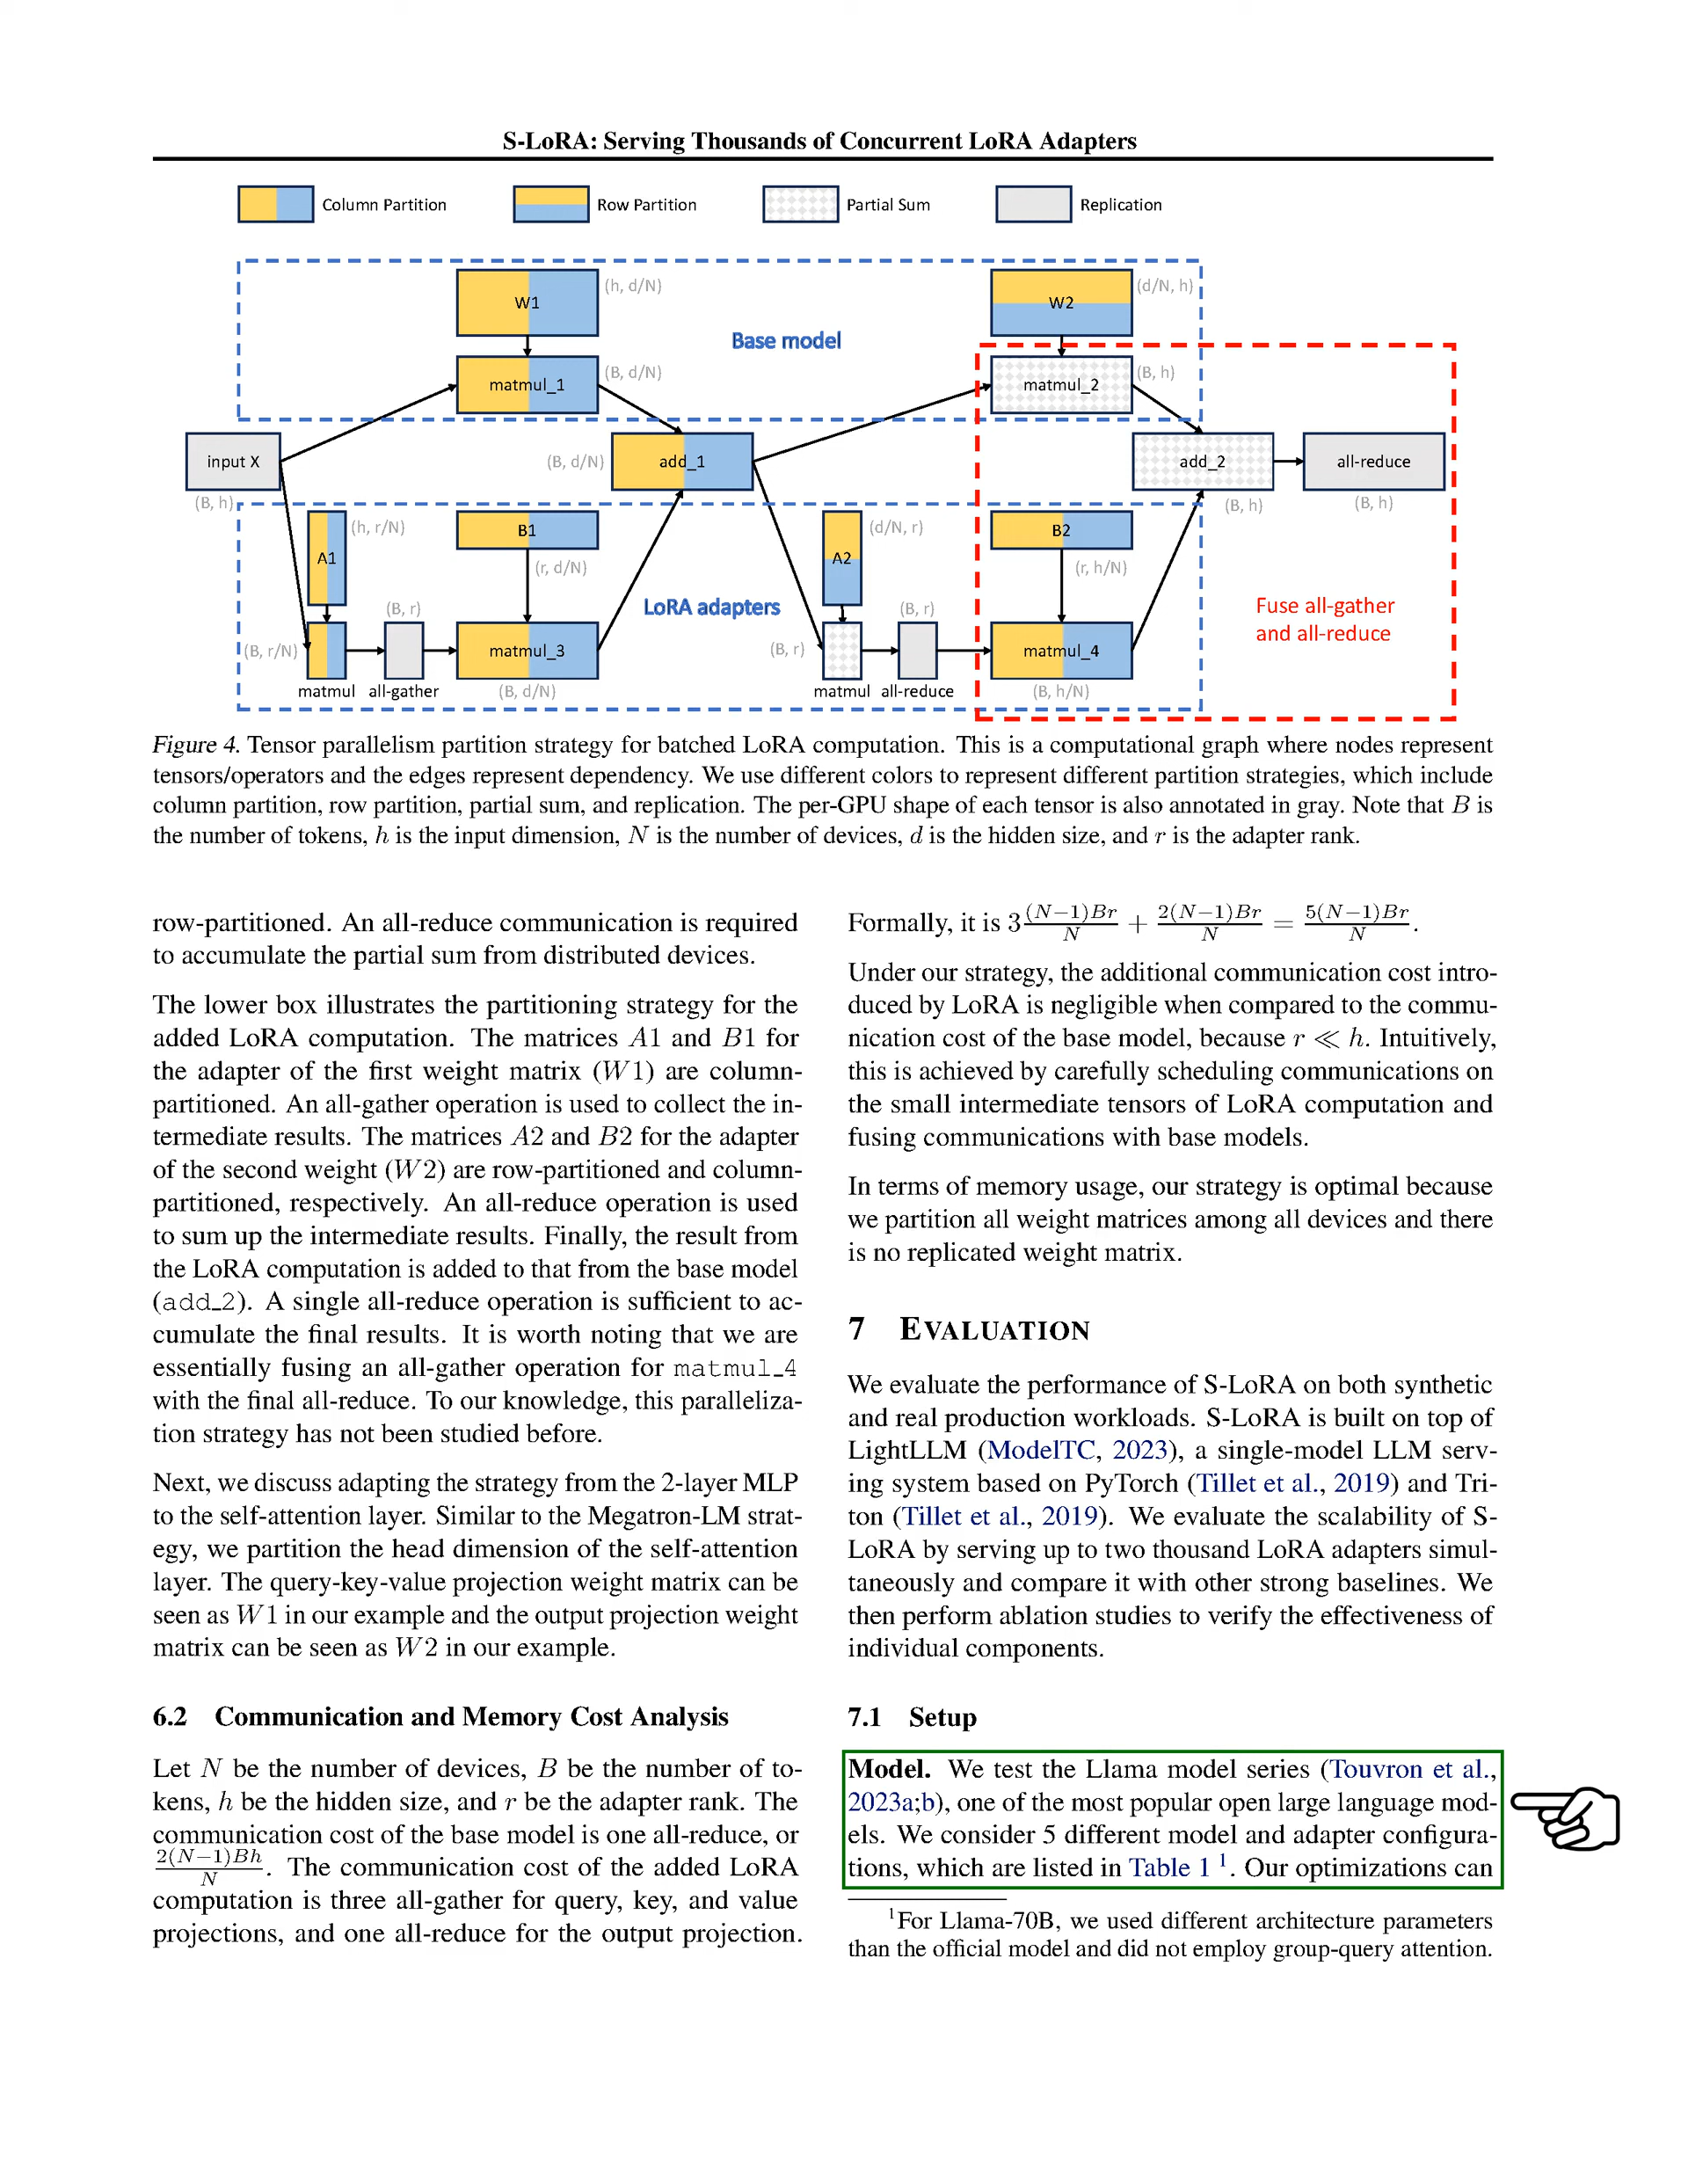 S-LoRA: Serving Thousands of Concurrent LoRA Adapters
Column Partition
Row Partition
Partial Sum
Replication
W1
(h, d/N)
W2
(d/N, h)
Base model
matmul_1
(B, d/N)
matmul_2
(B, h)
input X
(B, h)
(B, d/N)
add_1
add_2
(B, h)
all-reduce
(B, h)
A1
(h, r/N)
B1
(r, d/N)
A2
(d/N, r)
B2
(r, h/N)
LoRA adapters
Fuse all-gather
and all-reduce
(B, r/N)
(B, r)
matmul_3
(B, r)
(B, r)
matmul_4
matmul
all-gather
(B, d/N)
matmul
all-reduce
(B, h/N)
Figure 4. Tensor parallelism partition strategy for batched LoRA computation. This is a computational graph where nodes represent
tensors/operators and the edges represent dependency. We use different colors to represent different partition strategies, which include
column partition, row partition, partial sum, and replication. The per-GPU shape of each tensor is also annotated in gray. Note that B is
the number of tokens, h is the input dimension, N is the number of devices, d is the hidden size, and r is the adapter rank.
row-partitioned. An all-reduce communication is required
to accumulate the partial sum from distributed devices.
The lower box illustrates the partitioning strategy for the
added LoRA computation. The matrices A1 and B1 for
the adapter of the first weight matrix (W1) are column-
partitioned. An all-gather operation is used to collect the in-
termediate results. The matrices A2 and B2 for the adapter
of the second weight (W2) are row-partitioned and column-
partitioned, respectively. An all-reduce operation is used
to sum up the intermediate results. Finally, the result from
the LoRA computation is added to that from the base model
(add_2). A single all-reduce operation is sufficient to ac-
cumulate the final results. It is worth noting that we are
essentially fusing an all-gather operation for matmul_4
with the final all-reduce. To our knowledge, this paralleliza-
tion strategy has not been studied before.
Next, we discuss adapting the strategy from the 2-layer MLP
to the self-attention layer. Similar to the Megatron-LM strat-
egy, we partition the head dimension of the self-attention
layer. The query-key-value projection weight matrix can be
seen as W1 in our example and the output projection weight
matrix can be seen as W2 in our example.
6.2 Communication and Memory Cost Analysis
Let N be the number of devices, B be the number of to-
kens, h be the hidden size, and r be the adapter rank. The
communication cost of the base model is one all-reduce, or
2(N−1)Bh/N. The communication cost of the added LoRA
computation is three all-gather for query, key, and value
projections, and one all-reduce for the output projection.
Formally, it is 3(N−1)Br/N + 2(N−1)Br/N = 5(N−1)Br/N.
Under our strategy, the additional communication cost intro-
duced by LoRA is negligible when compared to the commu-
nication cost of the base model, because r ≪ h. Intuitively,
this is achieved by carefully scheduling communications on
the small intermediate tensors of LoRA computation and
fusing communications with base models.
In terms of memory usage, our strategy is optimal because
we partition all weight matrices among all devices and there
is no replicated weight matrix.
7 EVALUATION
We evaluate the performance of S-LoRA on both synthetic
and real production workloads. S-LoRA is built on top of
LightLLM (ModelTC, 2023), a single-model LLM serv-
ing system based on PyTorch (Tillet et al., 2019) and Tri-
ton (Tillet et al., 2019). We evaluate the scalability of S-
LoRA by serving up to two thousand LoRA adapters simul-
taneously and compare it with other strong baselines. We
then perform ablation studies to verify the effectiveness of
individual components.
7.1 Setup
Model. We test the Llama model series (Touvron et al.,
2023a;b), one of the most popular open large language mod-
els. We consider 5 different model and adapter configura-
tions, which are listed in Table 1 ¹. Our optimizations can
¹For Llama-70B, we used different architecture parameters
than the official model and did not employ group-query attention.